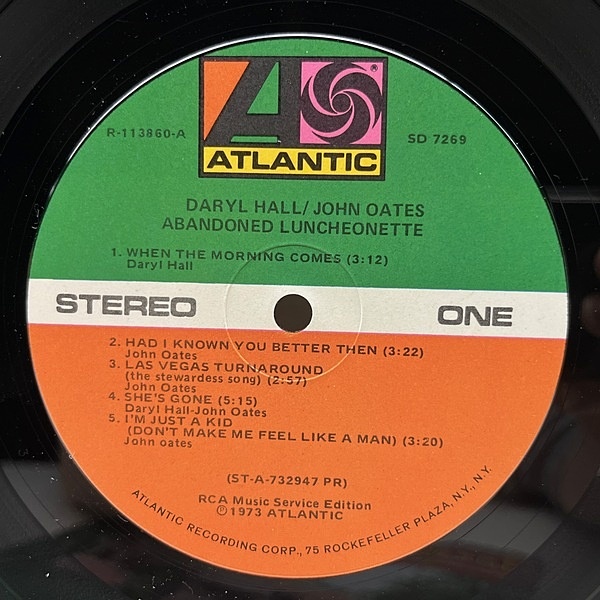 R-113860-A
SD 7269
®
ATLANTIC
DARYL HALL/ JOHN OATES
ABANDONED LUNCHEONETTE
1. WHEN THE MORNING COMES (3:12)
Daryl Hall
STEREO
ONE
2. HAD I KNOWN YOU BETTER THEN (3:22)
John Oates
3. LAS VEGAS TURNAROUND
(the stewardess song) (2:57)
John Oates
4. SHE'S GONE (5:15)
Daryl Hall-John Oates
5. I'M JUST A KID
(DON'T MAKE ME FEEL LIKE A MAN) (3:20)
John oates
(ST-A-732947 PR)
RCA Music Service Edition
℗1973 ATLANTIC
ATLANTIC RECORDING CORP., 75 ROCKEFELLER PLAZA, N.Y., N.Y.